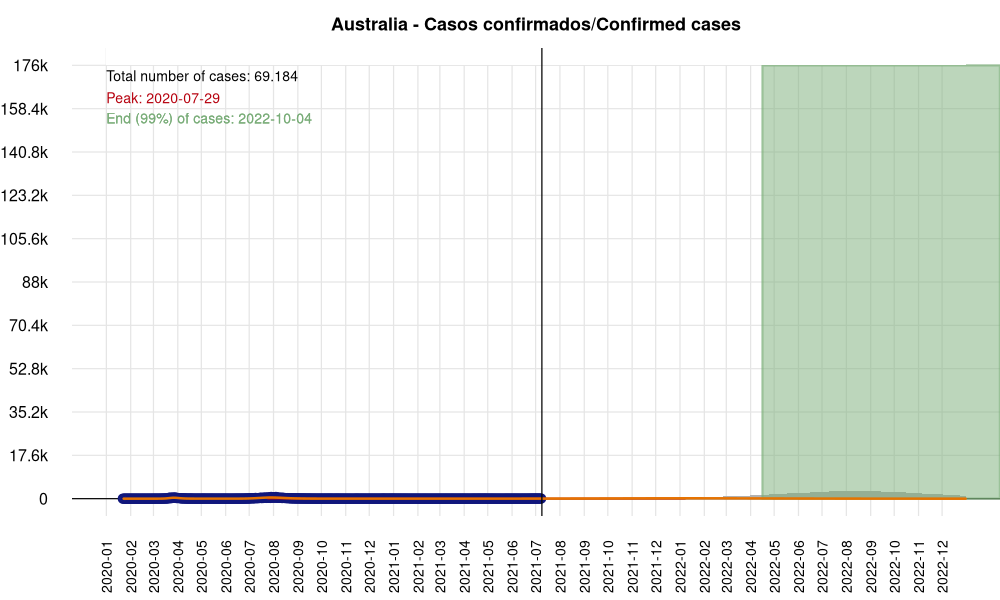 Australia - Casos confirmados/Confirmed cases
Total number of cases: 69.184
Peak: 2020-07-29
End (99%) of cases: 2022-10-04
176k
158.4k
140.8k
123.2k
105.6k
88k
70.4k
52.8k
35.2k
17.6k
0
2020-01
2020-02
2020-03
2020-04
2020-05
2020-06
2020-07
2020-08
2020-09
2020-10
2020-11
2020-12
2021-01
2021-02
2021-03
2021-04
2021-05
2021-06
2021-07
2021-08
2021-09
2021-10
2021-11
2021-12
2022-01
2022-02
2022-03
2022-04
2022-05
2022-06
2022-07
2022-08
2022-09
2022-10
2022-11
2022-12